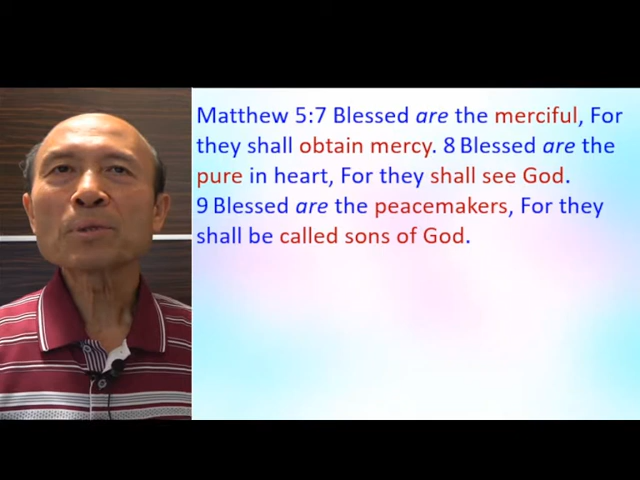 Matthew 5:7 Blessed are the merciful, For
they shall obtain mercy. 8 Blessed are the
pure in heart, For they shall see God.
9 Blessed are the peacemakers, For they
shall be called sons of God.